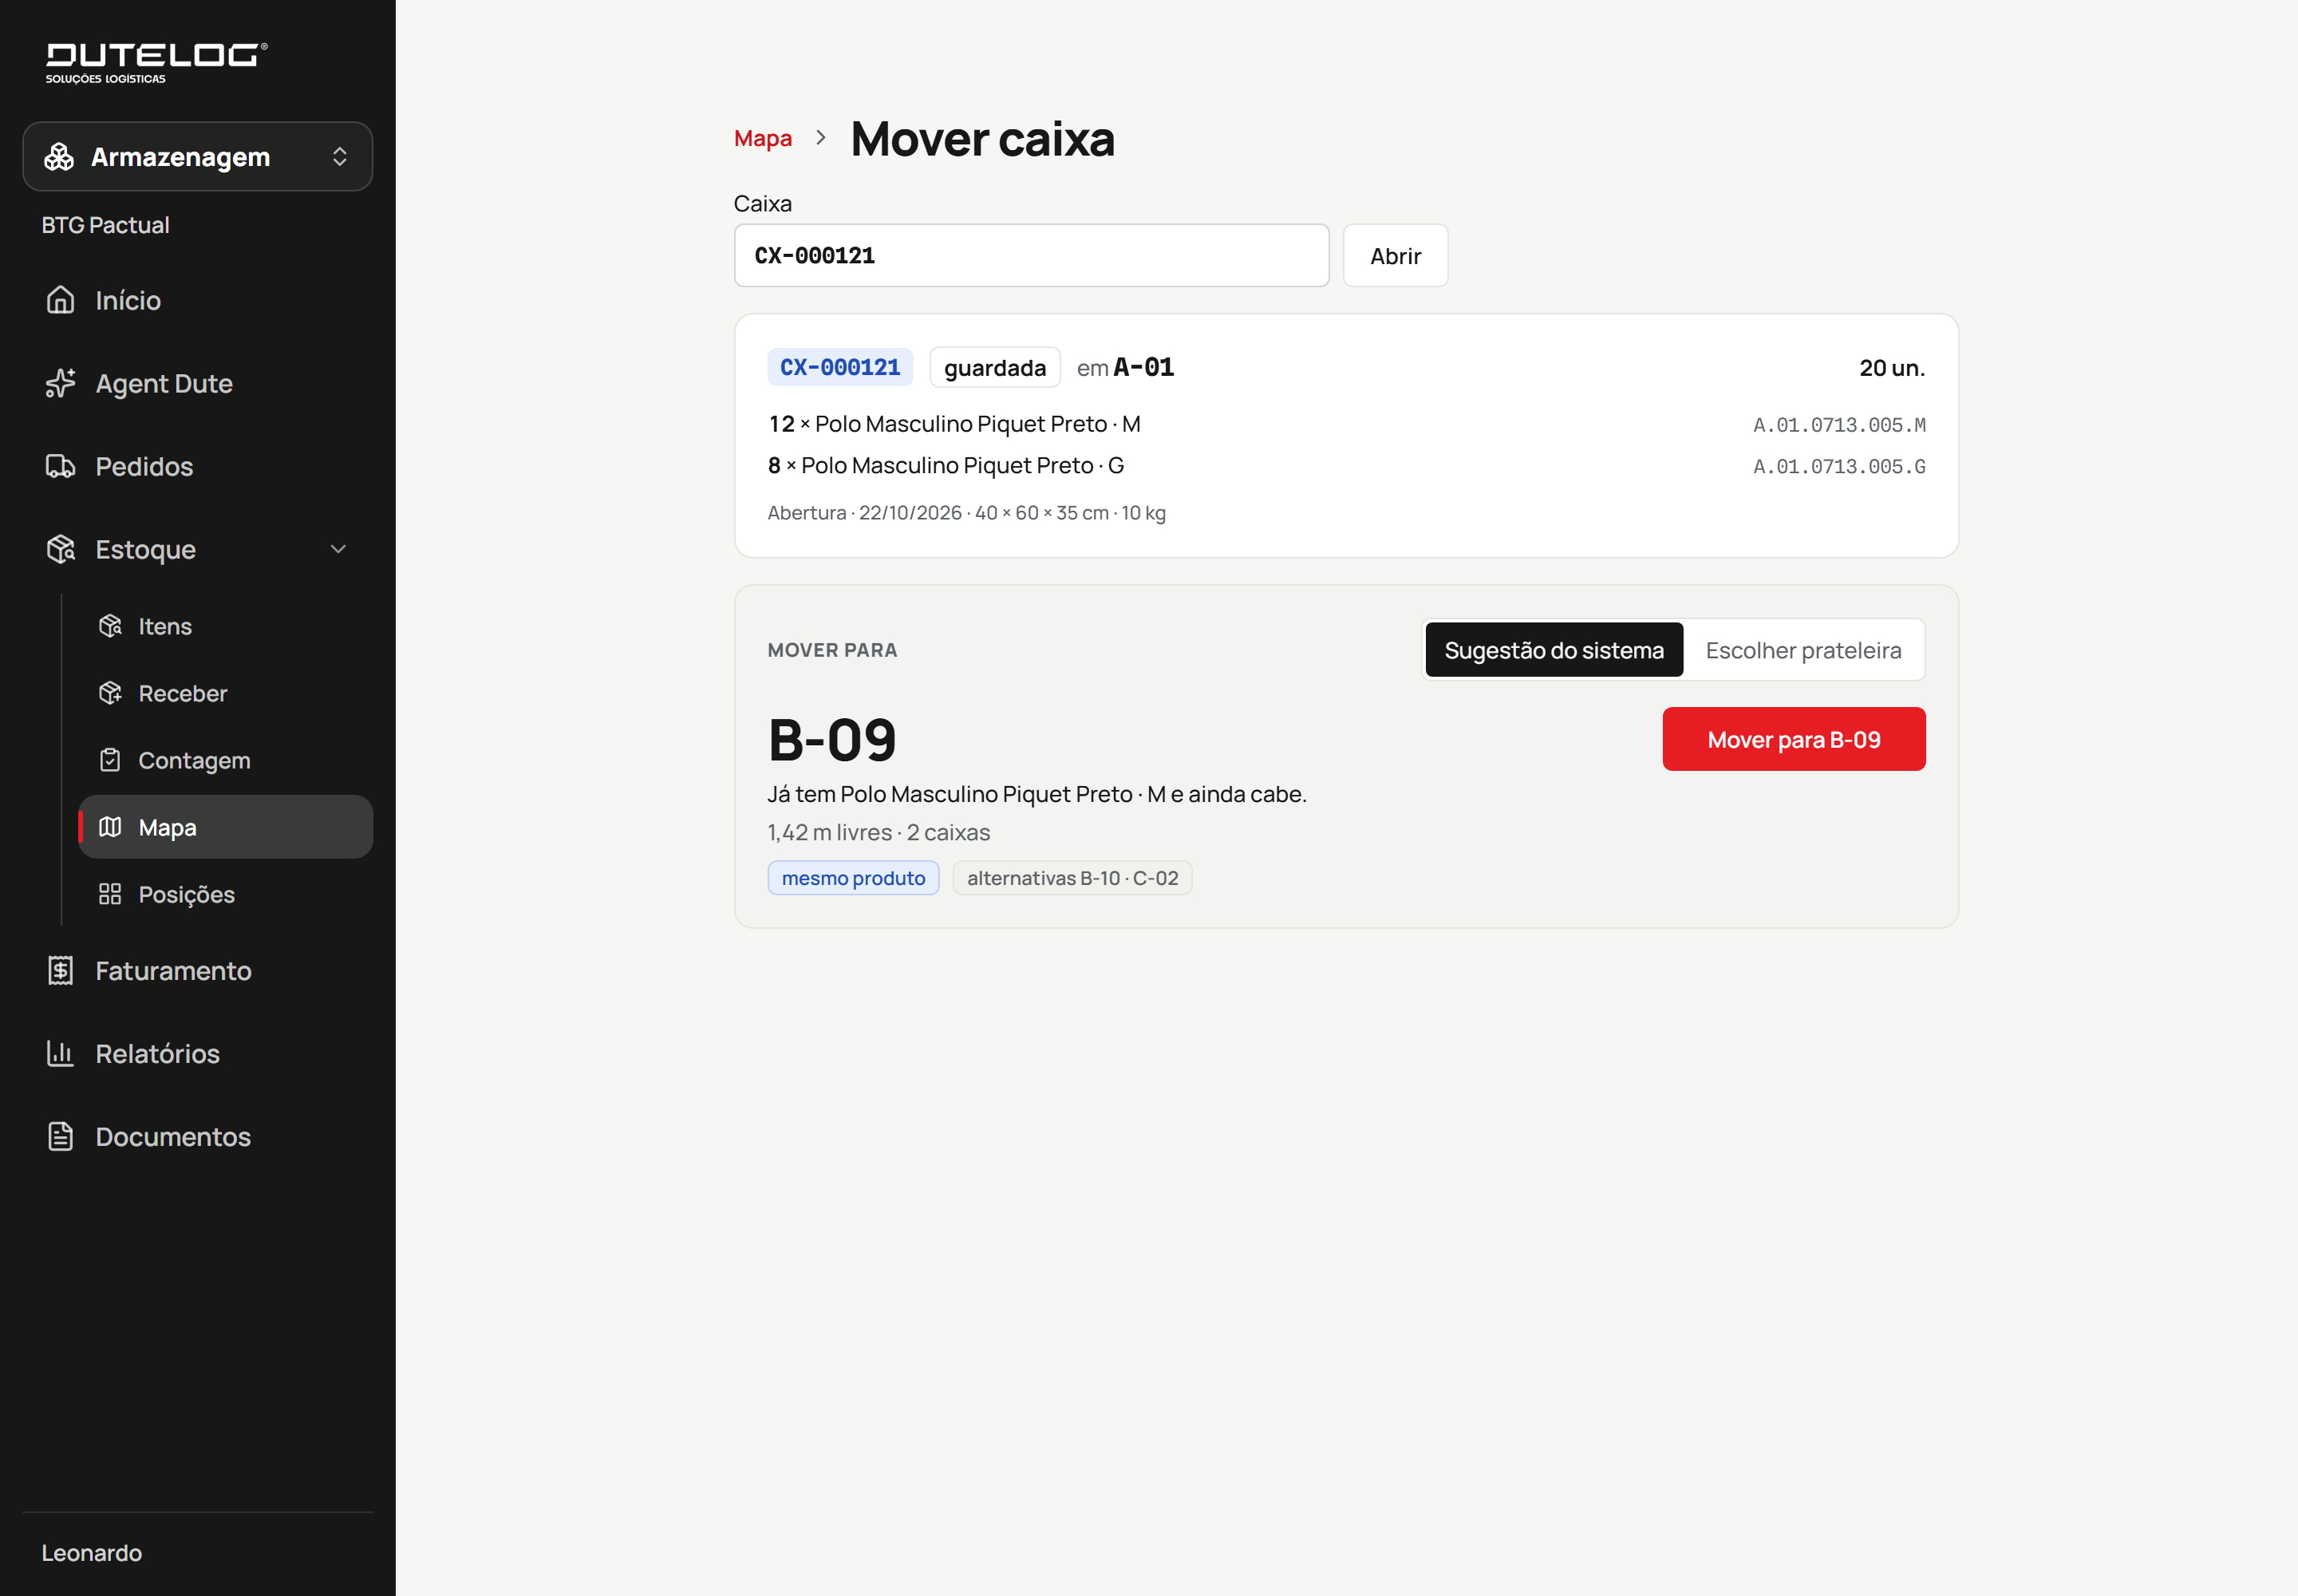 DUTELOG®
SOLUÇÕES LOGÍSTICAS
Armazenagem
BTG Pactual
Início
Agent Dute
Pedidos
Estoque
Itens
Receber
Contagem
Mapa
Posições
Faturamento
Relatórios
Documentos
Leonardo
Mapa > Mover caixa
Caixa
CX-000121 Abrir
CX-000121 guardada em A-01 20 un.
12 × Polo Masculino Piquet Preto · M A.01.0713.005.M
8 × Polo Masculino Piquet Preto · G A.01.0713.005.G
Abertura · 22/10/2026 · 40 × 60 × 35 cm · 10 kg
MOVER PARA Sugestão do sistema Escolher prateleira
B-09 Mover para B-09
Já tem Polo Masculino Piquet Preto · M e ainda cabe.
1,42 m livres · 2 caixas
mesmo produto alternativas B-10 · C-02